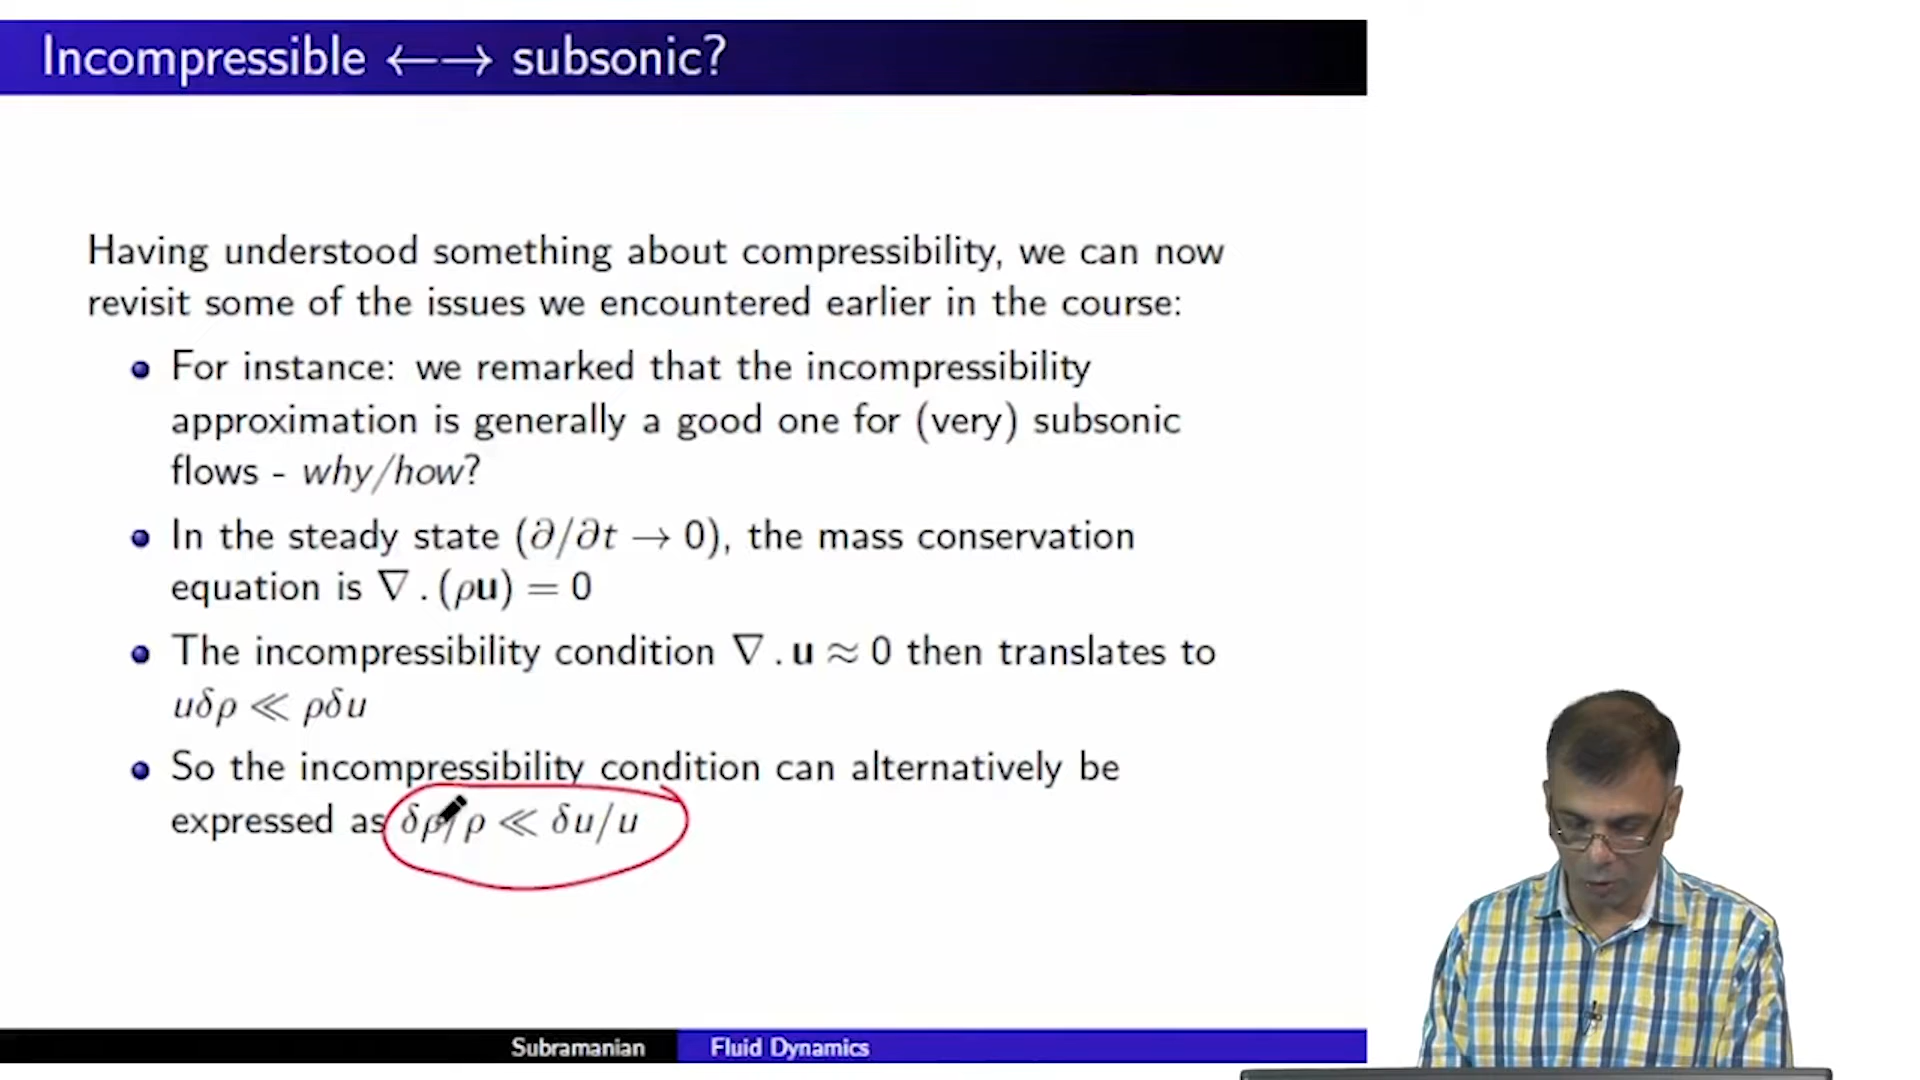 Incompressible ←→ subsonic?
Having understood something about compressibility, we can now
revisit some of the issues we encountered earlier in the course:
For instance: we remarked that the incompressibility
approximation is generally a good one for (very) subsonic
flows - why/how?
In the steady state (∂/∂t → 0), the mass conservation
equation is ∇ . (ρu) = 0
The incompressibility condition ∇ . u ≈ 0 then translates to
uδρ ≪ ρδu
So the incompressibility condition can alternatively be
expressed as δρ/ρ ≪ δu/u
Subramanian Fluid Dynamics